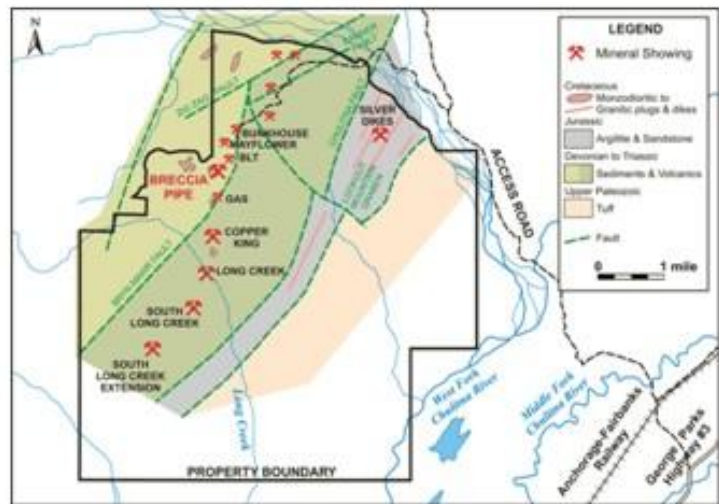 N
SILVER
DIKES
BUNKHOUSE
MAYFLOWER
BLT
BRECCIA
PIPE
GAS
COPPER
KING
LONG CREEK
SOUTH
LONG CREEK
SOUTH
LONG CREEK
EXTENSION
Long Creek
ACCESS ROAD
West Fork
Chulitna River
Middle Fork
Chulitna River
Anchorage-Fairbanks
Railway
George Parks
Highway #3
PROPERTY BOUNDARY
LEGEND
Mineral Showing
Cretaceous
Monzodioritic to
Granitic plugs & dikes
Jurassic
Argillite & Sandstone
Devonian to Triassic
Sediments & Volcanics
Upper Paleozoic
Tuff
Fault
0 1 mile